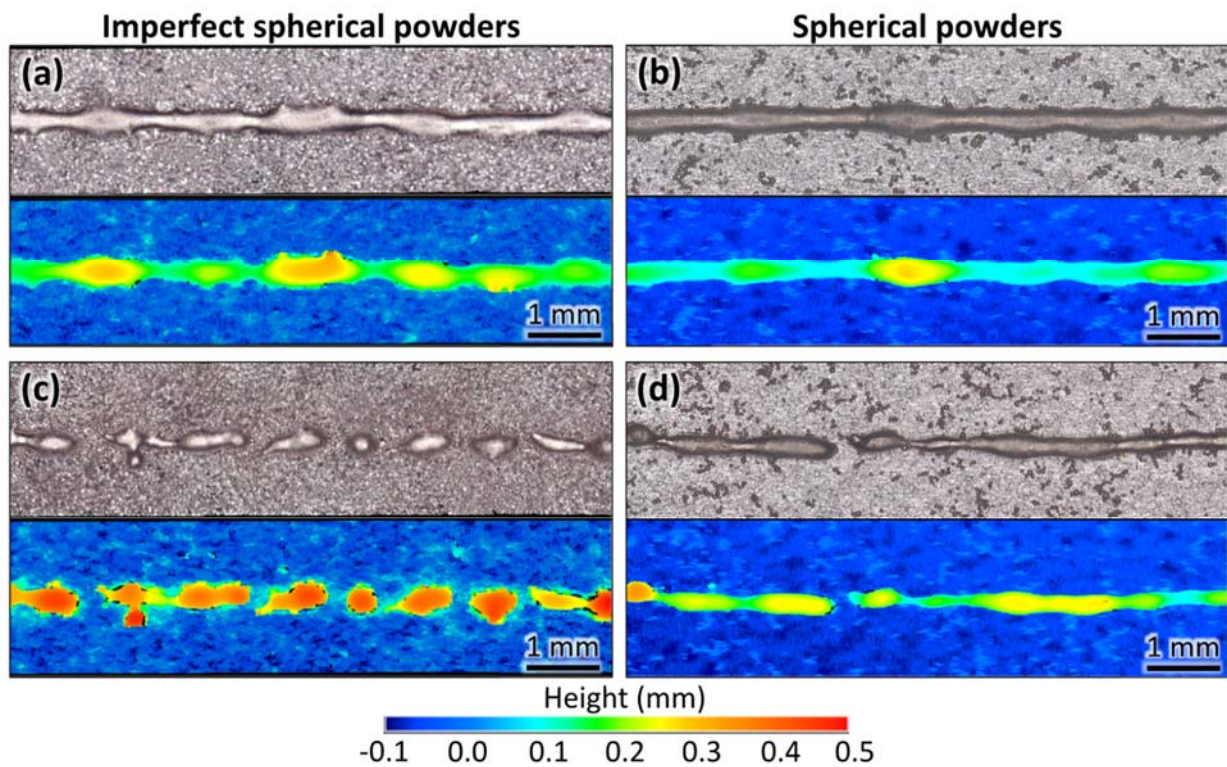 Imperfect spherical powders Spherical powders
(a) (b)
1 mm 1 mm
(c) (d)
1 mm 1 mm
Height (mm)
-0.1 0.0 0.1 0.2 0.3 0.4 0.5